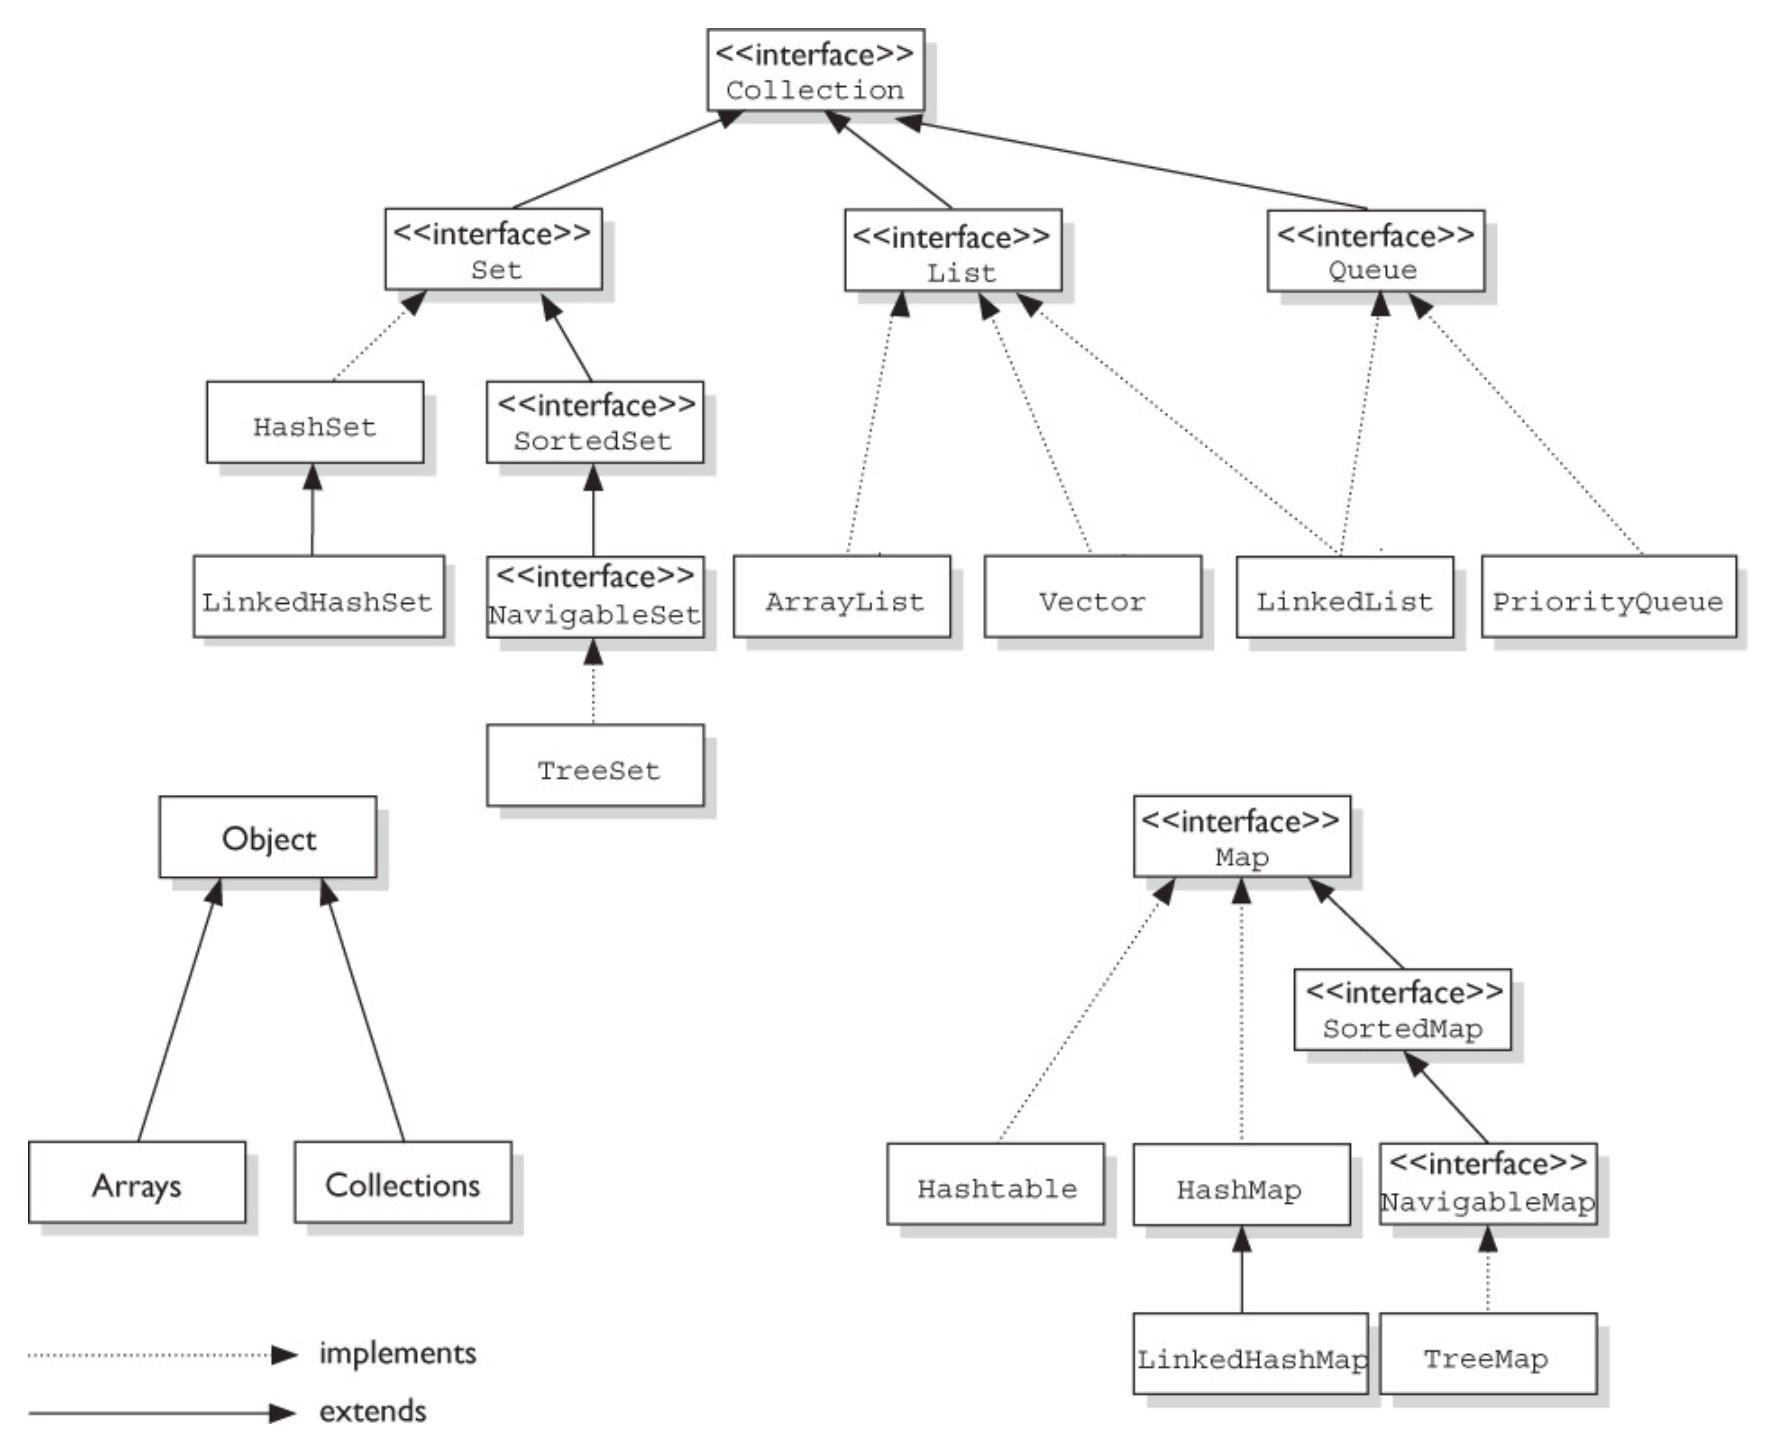 <<interface>>
Collection
<<interface>>
Set
<<interface>>
List
<<interface>>
Queue
HashSet
<<interface>>
SortedSet
LinkedHashSet
<<interface>>
NavigableSet
ArrayList
Vector
LinkedList
PriorityQueue
TreeSet
Object
<<interface>>
Map
<<interface>>
SortedMap
Arrays
Collections
Hashtable
HashMap
<<interface>>
NavigableMap
LinkedHashMap
TreeMap
implements
extends